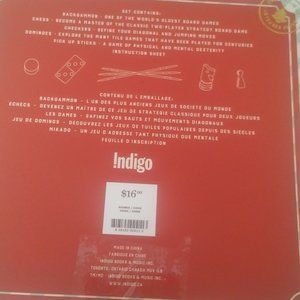 SET CONTAINS:
BACKGAMMON - ONE OF THE WORLD'S OLDEST BOARD GAMES
CHESS - BECOME A MASTER OF THE CLASSIC TWO-PLAYER STRATEGY BOARD GAME
CHECKERS - REFINE YOUR DIAGONAL AND JUMPING MOVES
DOMINOES - EXPLORE THE MANY TILE GAMES THAT HAVE BEEN PLAYED FOR CENTURIES
PICK UP STICKS - A GAME OF PHYSICAL AND MENTAL DEXTERITY
INSTRUCTION SHEET
CONTENU DE L'EMBALLAGE:
BACKGAMMON - L'UN DES PLUS ANCIENS JEUX DE SOCIÉTÉ DU MONDE
ÉCHECS - DEVENEZ UN MAÎTRE DE CE JEU DE STRATÉGIE CLASSIQUE POUR DEUX JOUEURS
LES DAMES - RAFINEZ VOS SAUTS ET MOUVEMENTS DIAGONAUX
JEU DE DOMINOS - DÉCOUVREZ LES JEUX DE TUILES POPULAIRES DEPUIS DES SIÈCLES
MIKADO - UN JEU D'ADRESSE TANT PHYSIQUE QUE MENTALE
FEUILLE D'INSCRIPTION
!ndigo
$16
MADE IN CHINA
FABRIQUÉ EN CHINE
INDIGO BOOKS & MUSIC INC.
TORONTO, ONTARIO CANADA M5V 1L8
INDIGO BOOKS & MUSIC INC.
WWW.INDIGO.CA